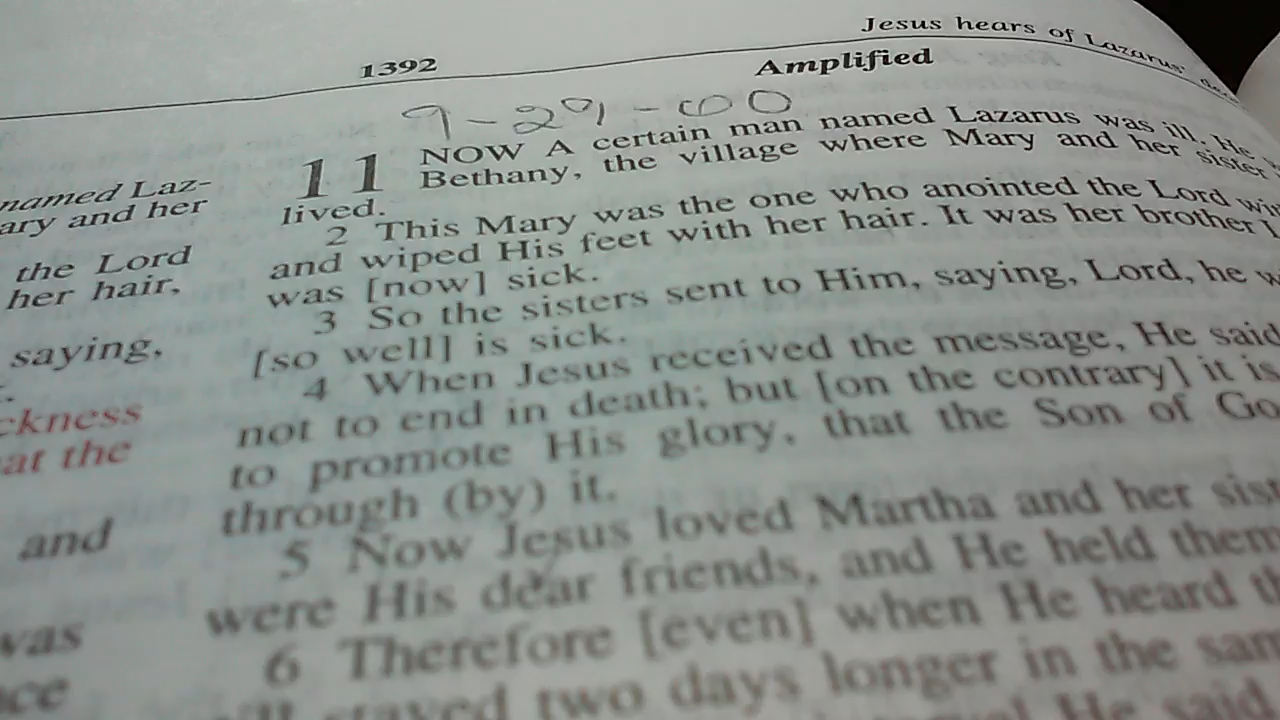 Jesus hears of Lazarus'
1392
Amplified
9-29-00
named Laz-
ary and her
the Lord
her hair,
saying,
ckness
at the
and
was
11 NOW A certain man named Lazarus was ill. He
Bethany, the village where Mary and her sister
lived.
2 This Mary was the one who anointed the Lord
and wiped His feet with her hair. It was her brother
was [now] sick.
3 So the sisters sent to Him, saying, Lord, he
[so well] is sick.
4 When Jesus received the message, He said
not to end in death; but [on the contrary] it is
to promote His glory, that the Son of Go
through (by) it.
5 Now Jesus loved Martha and her sist
were His dear friends, and He held them
6 Therefore [even] when He heard
stayed two days longer in the sam
He said